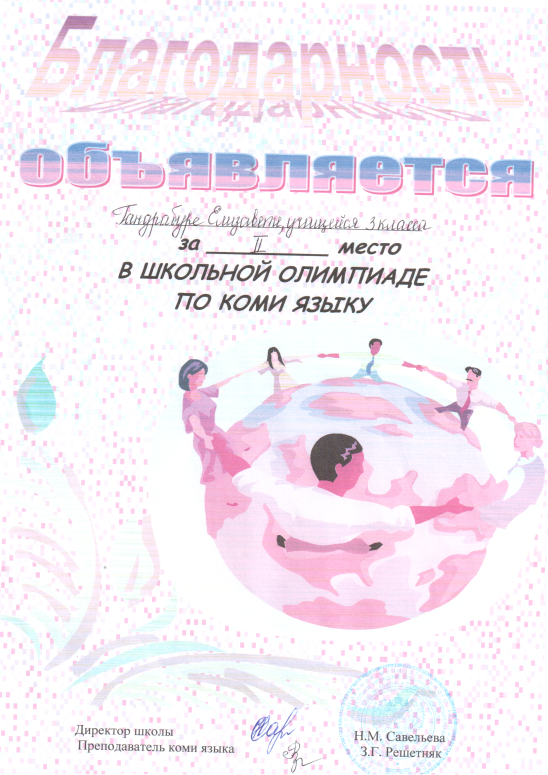 Благодарность
объявляется
Гандрабуре Елизавете, учащейся 3 класса
за II место
В ШКОЛЬНОЙ ОЛИМПИАДЕ
ПО КОМИ ЯЗЫКУ
Директор школы Н.М. Савельева
Преподаватель коми языка З.Г. Решетняк